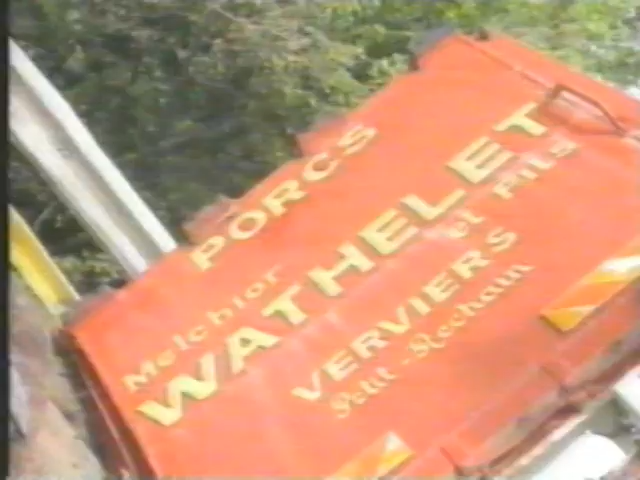 PORCS
Melchior
WATHELET
et FILS
VERVIERS
Petit-Rechain